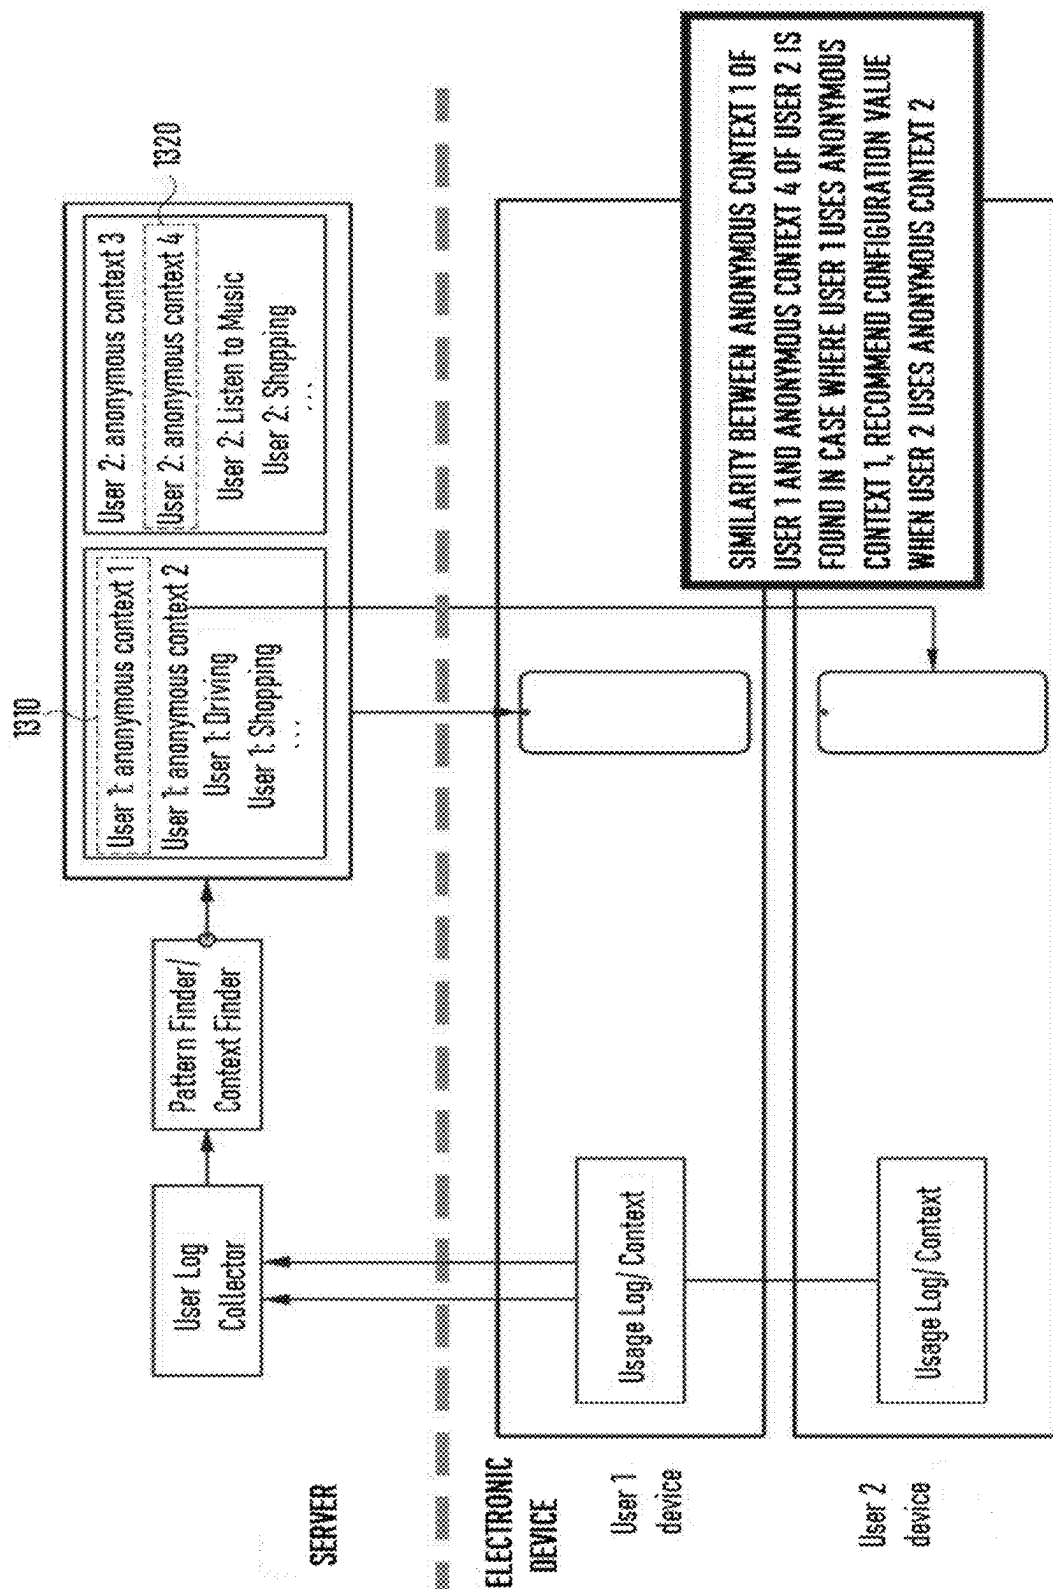 SERVER
User Log
Collector
Pattern Finder/
Context Finder
1310
User 1: anonymous context 1
User 1: anonymous context 2
User 1: Driving
User 1: Shopping
...
1320
User 2: anonymous context 3
User 2: anonymous context 4
User 2: Listen to Music
User 2: Shopping
...
ELECTRONIC
DEVICE
User 1
device
Usage Log/ Context
User 2
device
Usage Log/ Context
SIMILARITY BETWEEN ANONYMOUS CONTEXT 1 OF
USER 1 AND ANONYMOUS CONTEXT 4 OF USER 2 IS
FOUND IN CASE WHERE USER 1 USES ANONYMOUS
CONTEXT 1, RECOMMEND CONFIGURATION VALUE
WHEN USER 2 USES ANONYMOUS CONTEXT 2